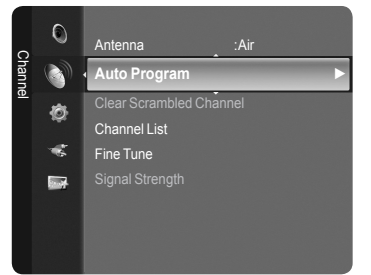 Channel
Antenna :Air
Auto Program
Clear Scrambled Channel
Channel List
Fine Tune
Signal Strength